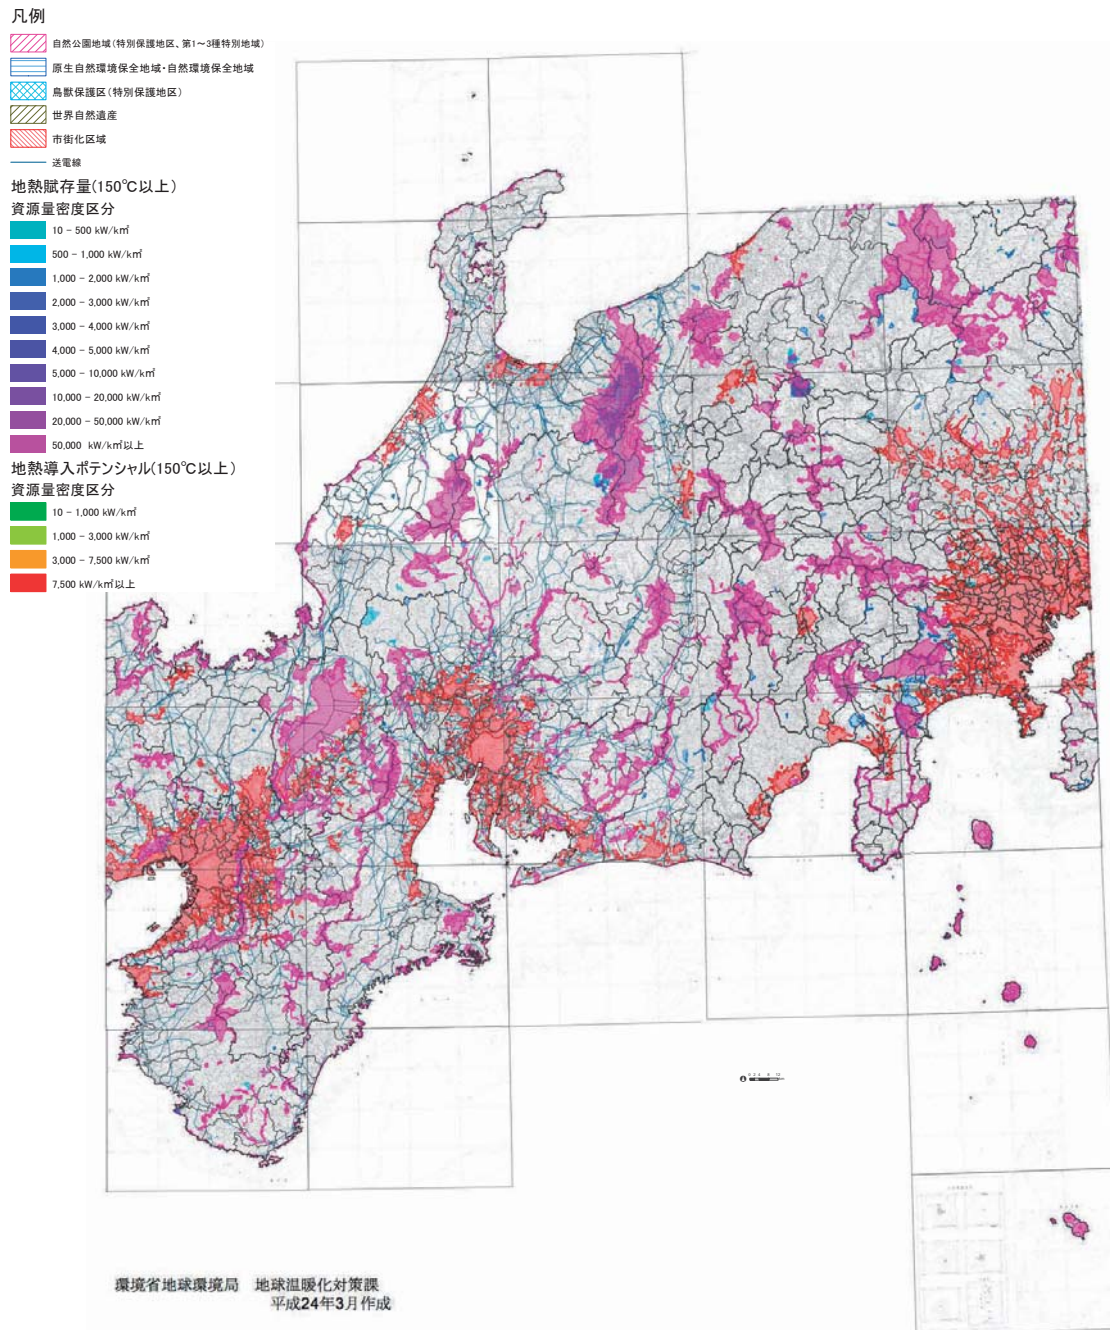 凡例
自然公園地域(特別保護地区、第1～3種特別地域)
原生自然環境保全地域・自然環境保全地域
鳥獣保護区(特別保護地区)
世界自然遺産
市街化区域
送電線
地熱賦存量(150℃以上)
資源量密度区分
10 - 500 kW/k㎡
500 - 1,000 kW/k㎡
1,000 - 2,000 kW/k㎡
2,000 - 3,000 kW/k㎡
3,000 - 4,000 kW/k㎡
4,000 - 5,000 kW/k㎡
5,000 - 10,000 kW/k㎡
10,000 - 20,000 kW/k㎡
20,000 - 50,000 kW/k㎡
50,000 kW/k㎡以上
地熱導入ポテンシャル(150℃以上)
資源量密度区分
10 - 1,000 kW/k㎡
1,000 - 3,000 kW/k㎡
3,000 - 7,500 kW/k㎡
7,500 kW/k㎡以上
環境省地球環境局 地球温暖化対策課
平成24年3月作成